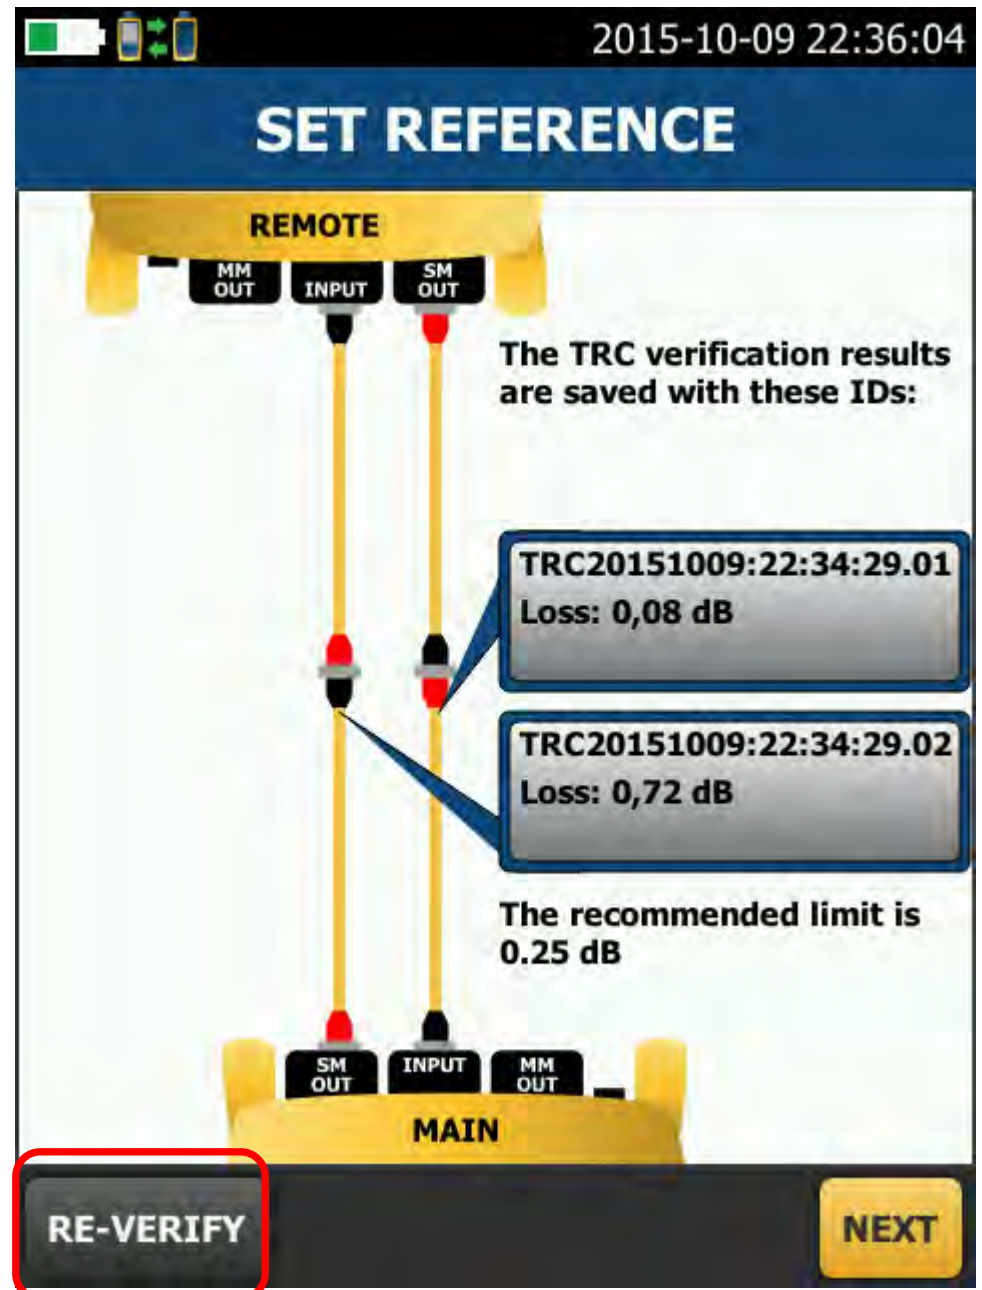 2015-10-09 22:36:04
SET REFERENCE
REMOTE
MM
OUT
INPUT
SM
OUT
The TRC verification results
are saved with these IDs:
TRC20151009:22:34:29.01
Loss: 0,08 dB
TRC20151009:22:34:29.02
Loss: 0,72 dB
The recommended limit is
0.25 dB
SM
OUT
INPUT
MM
OUT
MAIN
RE-VERIFY
NEXT